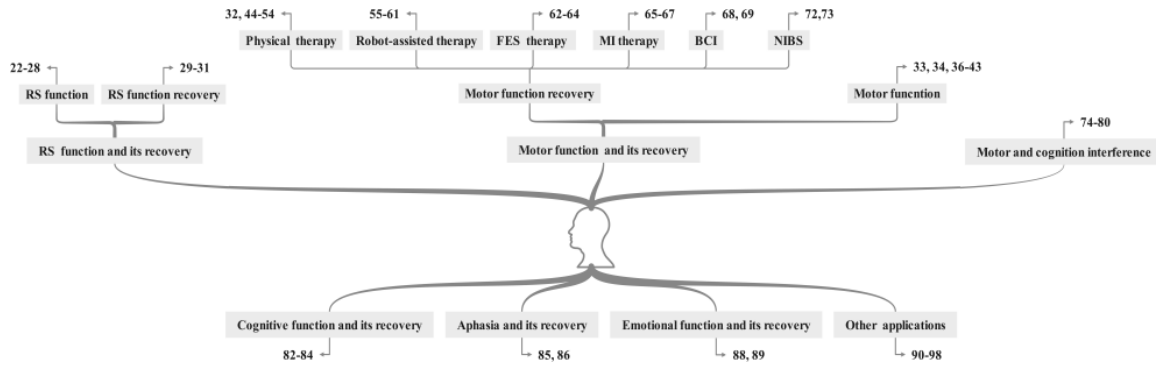 32, 44-54 55-61 62-64 65-67 68, 69 72,73
Physical therapy Robot-assisted therapy FES therapy MI therapy BCI NIBS
22-28 29-31 33, 34, 36-43
RS function RS function recovery Motor function recovery Motor funcntion
74-80
RS function and its recovery Motor function and its recovery Motor and cognition interference
Cognitive function and its recovery Aphasia and its recovery Emotional function and its recovery Other applications
82-84 85, 86 88, 89 90-98